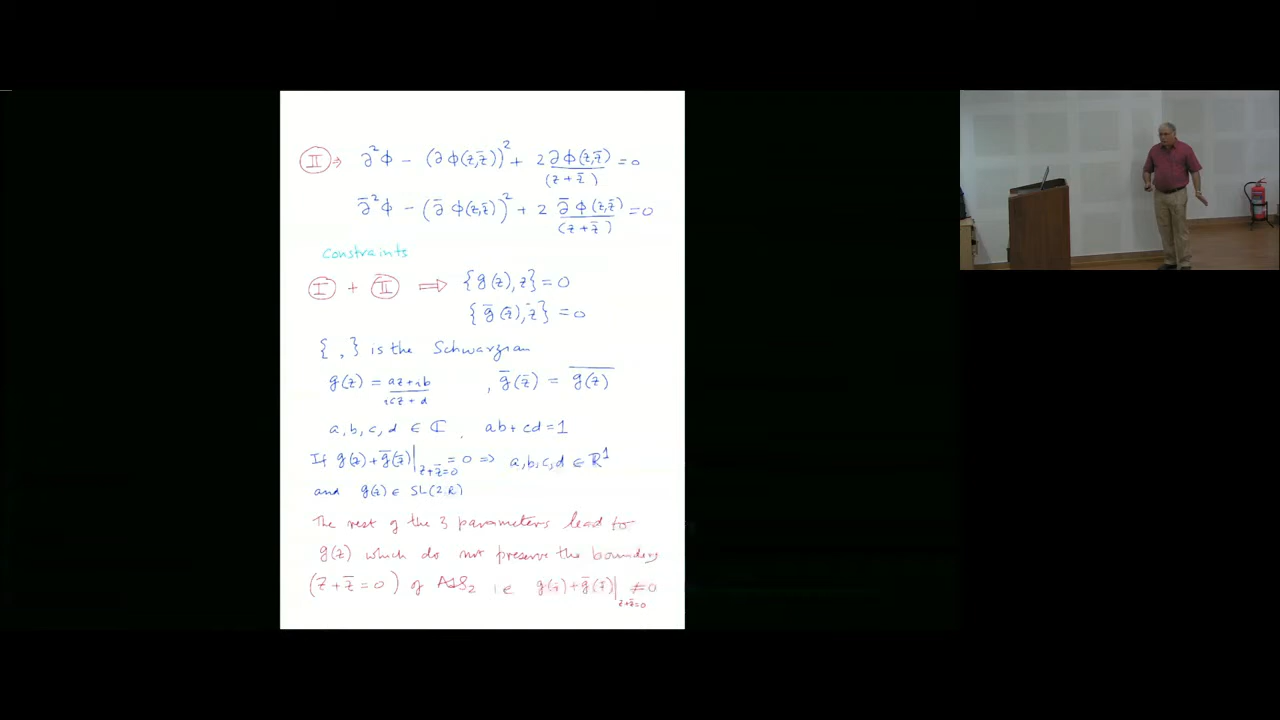 II ⇒ ∂²ϕ − (∂ϕ(z,z̄))² + 2 ∂ϕ(z,z̄)/(z+z̄) = 0
∂̄²ϕ − (∂̄ϕ(z,z̄))² + 2 ∂̄ϕ(z,z̄)/(z+z̄) = 0
constraints
I + II ⟹ {g(z), z} = 0
{ḡ(z̄), z̄} = 0
{ , } is the Schwarzian
g(z) = (az+ib)/(icz+d) , ḡ(z̄) = \overline{g(z)}
a, b, c, d ∈ ℂ , ab + cd = 1
If g(z)+ḡ(z̄)|_{z+z̄=0} = 0 ⇒ a,b,c,d ∈ R¹
and g(z) ∈ SL(2,R)
The rest of the 3 parameters lead to
g(z) which do not preserve the boundary
(z+z̄=0) of AdS₂ i.e g(z)+ḡ(z̄)|_{z+z̄=0} ≠ 0